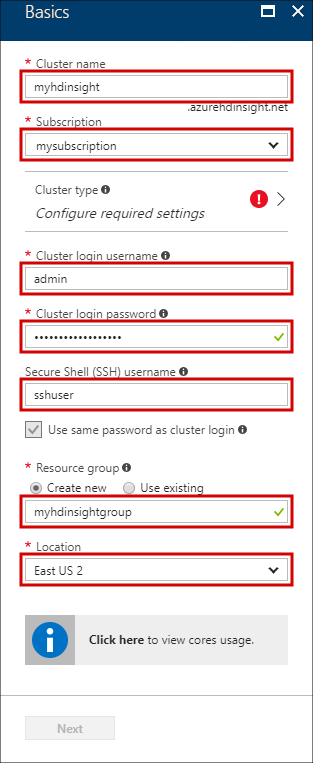 Basics
* Cluster name
myhdinsight
.azurehdinsight.net
* Subscription
mysubscription
Cluster type
Configure required settings
* Cluster login username
admin
* Cluster login password
••••••••••••••••••
Secure Shell (SSH) username
sshuser
Use same password as cluster login
* Resource group
Create new Use existing
myhdinsightgroup
* Location
East US 2
Click here to view cores usage.
Next